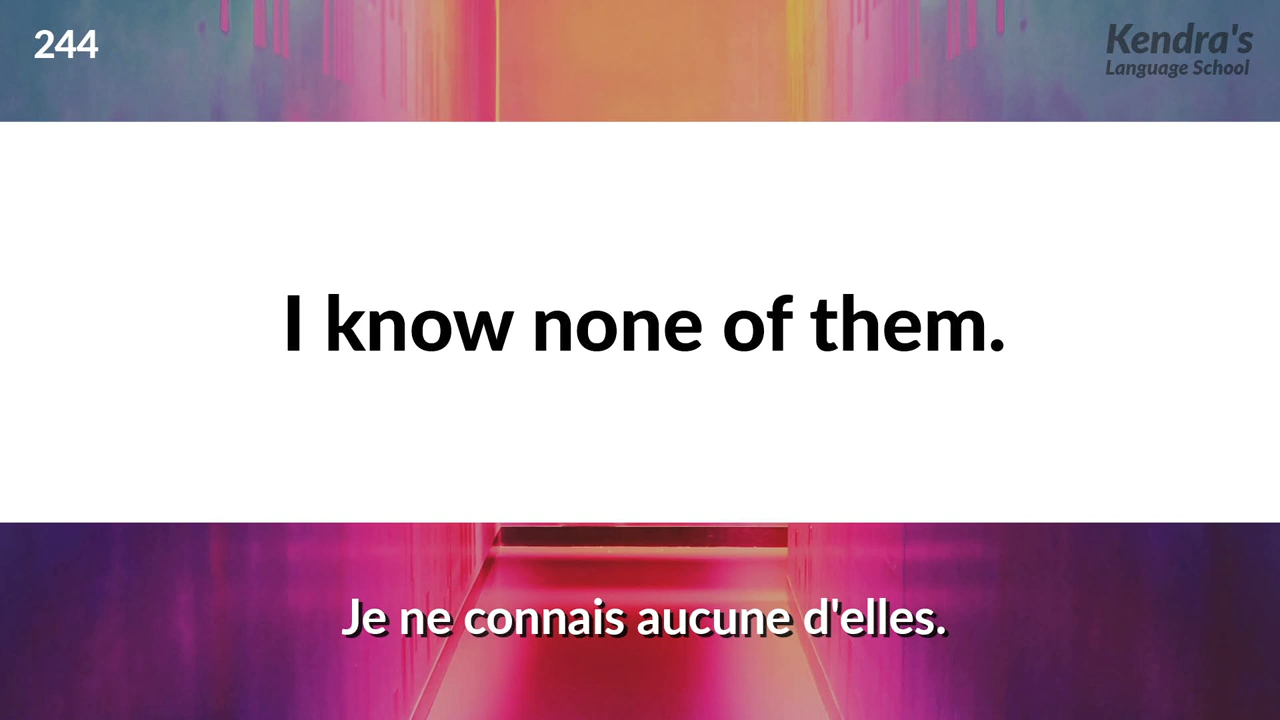 244
Kendra's
Language School
I know none of them.
Je ne connais aucune d'elles.